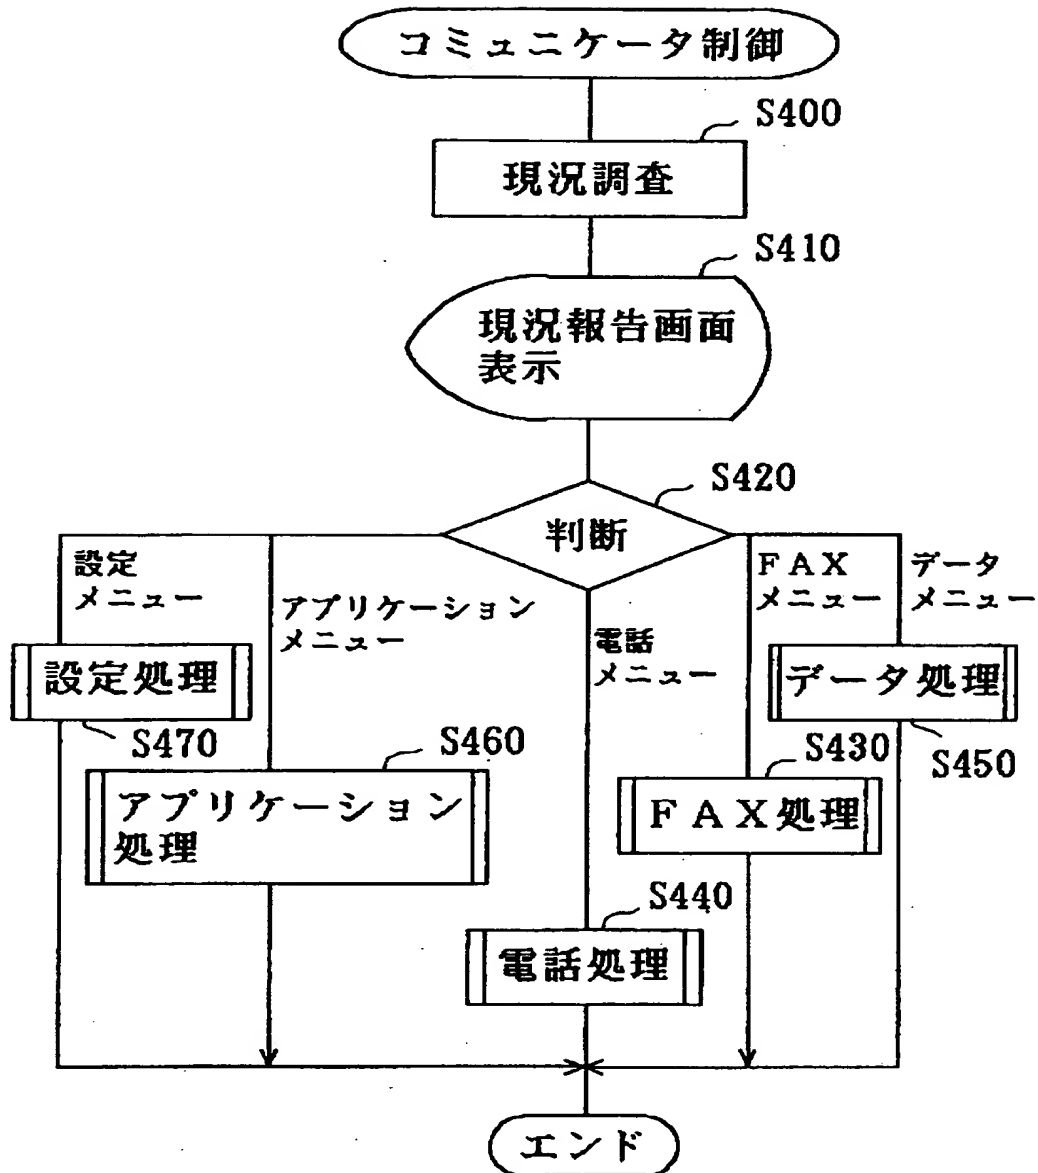 コミュニケータ制御
S400
現況調査
S410
現況報告画面
表示
S420
判断
設定
メニュー
アプリケーション
メニュー
電話
メニュー
ＦＡＸ
メニュー
データ
メニュー
設定処理
S470
データ処理
S450
S460
アプリケーション
処理
S430
ＦＡＸ処理
S440
電話処理
エンド